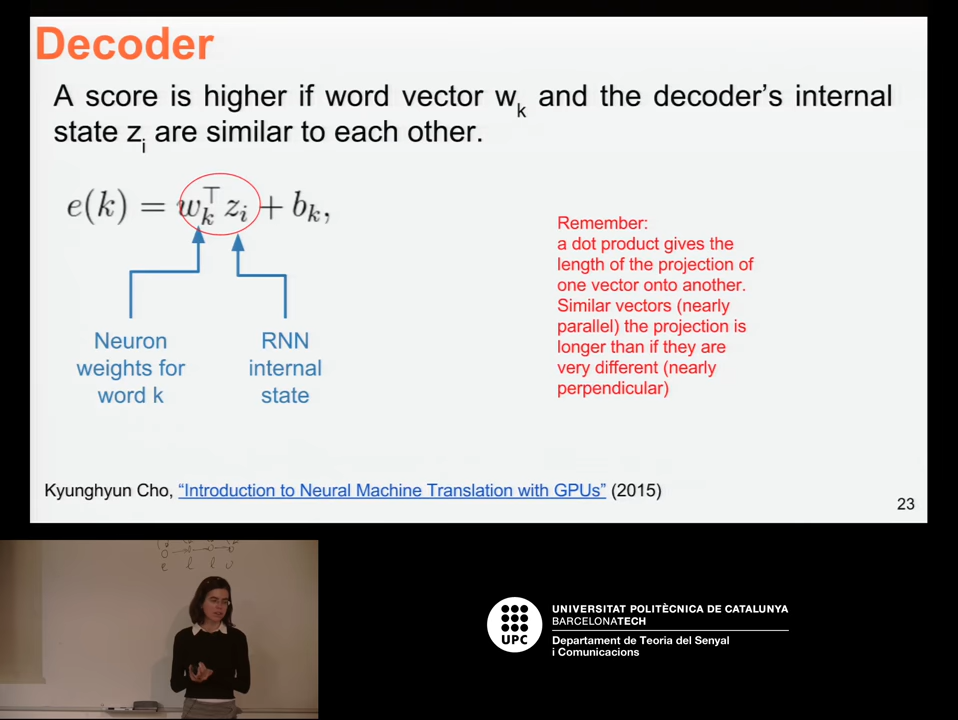 Decoder
A score is higher if word vector wₖ and the decoder's internal
state zᵢ are similar to each other.
e(k) = wₖ^⊤ zᵢ + bₖ,
Remember:
a dot product gives the
length of the projection of
one vector onto another.
Similar vectors (nearly
parallel) the projection is
longer than if they are
very different (nearly
perpendicular)
Neuron
weights for
word k
RNN
internal
state
Kyunghyun Cho, “Introduction to Neural Machine Translation with GPUs” (2015)
23
e l l o
UPC
UNIVERSITAT POLITÈCNICA DE CATALUNYA
BARCELONATECH
Departament de Teoria del Senyal
i Comunicacions